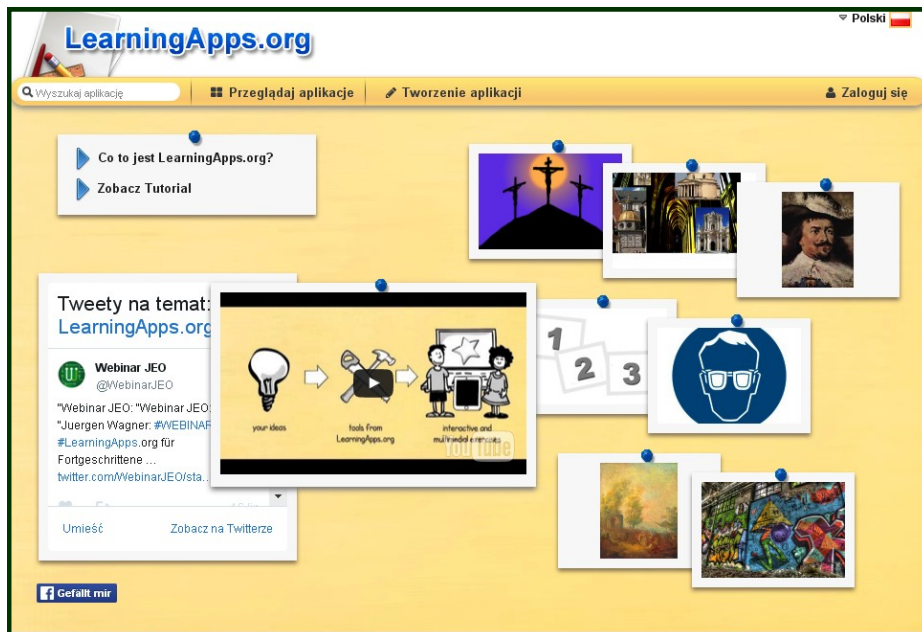 LearningApps.org
Polski
Wyszukaj aplikację
Przeglądaj aplikacje
Tworzenie aplikacji
Zaloguj się
Co to jest LearningApps.org?
Zobacz Tutorial
Tweety na temat:
LearningApps.org
Webinar JEO
@WebinarJEO
"Webinar JEO: "Webinar JEO:
"Juergen Wagner: #WEBINAR
#LearningApps.org für
Fortgeschrittene ...
twitter.com/WebinarJEO/sta...
Umieść
Zobacz na Twitterze
your ideas
tools from
LearningApps.org
interactive and
multimedial exercises
YouTube
1
2
3
Gefällt mir